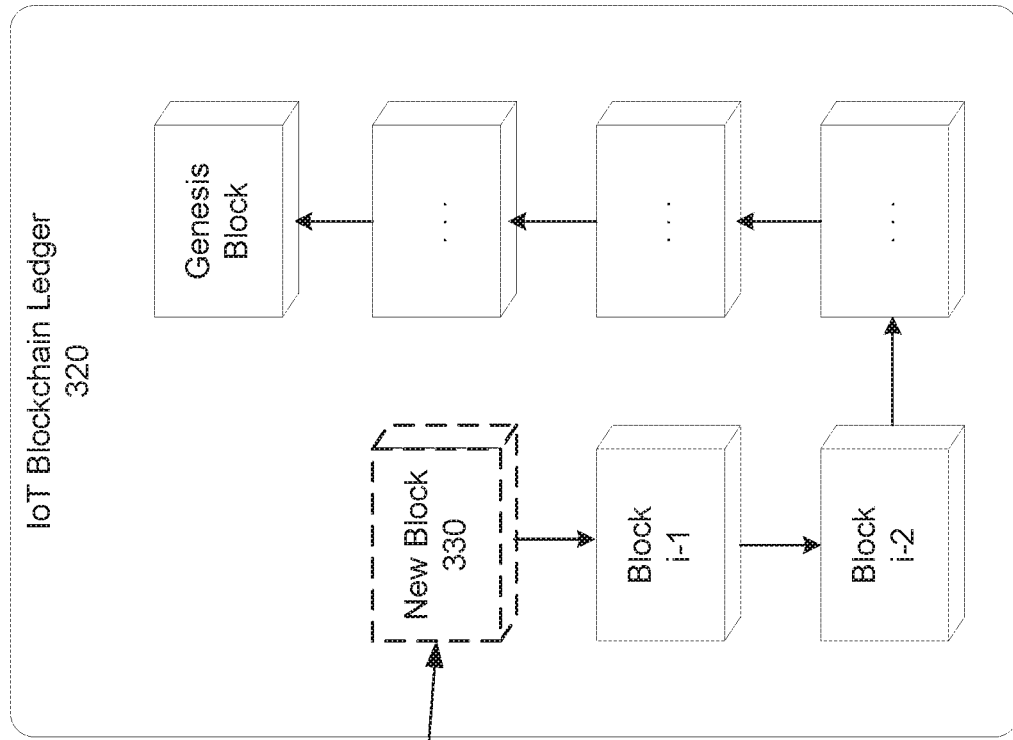 IoT Blockchain Ledger
320
Genesis
Block
...
...
...
New Block
330
Block
i-1
Block
i-2